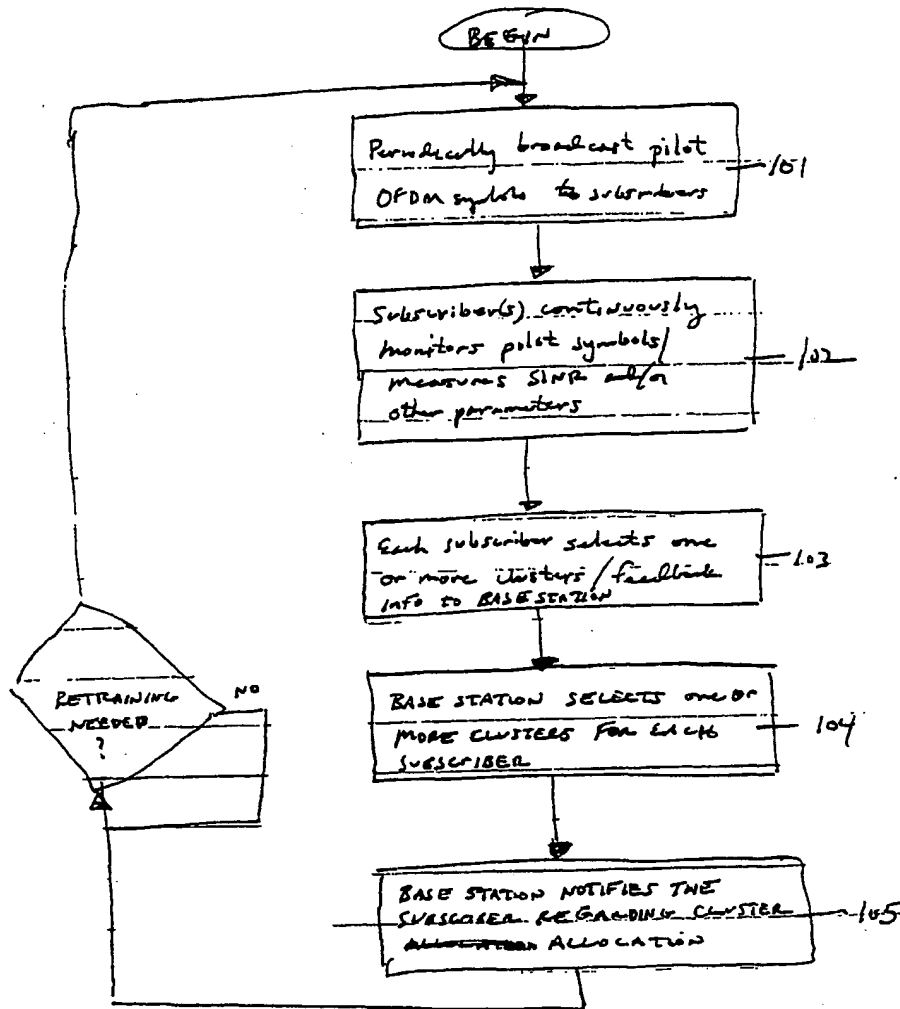 BEGIN
Periodically broadcast pilot
OFDM symbols to subscribers
101
Subscriber(s) continuously
monitors pilot symbols/
measures SINR and/or
other parameters
102
Each subscriber selects one
or more clusters/feedback
info to BASE STATION
103
BASE STATION SELECTS one or
MORE CLUSTERS FOR EACH
SUBSCRIBER
104
BASE STATION NOTIFIES THE
SUBSCRIBER REGARDING CLUSTER
ALLOCATION
105
RETRAINING
NEEDED
?
NO